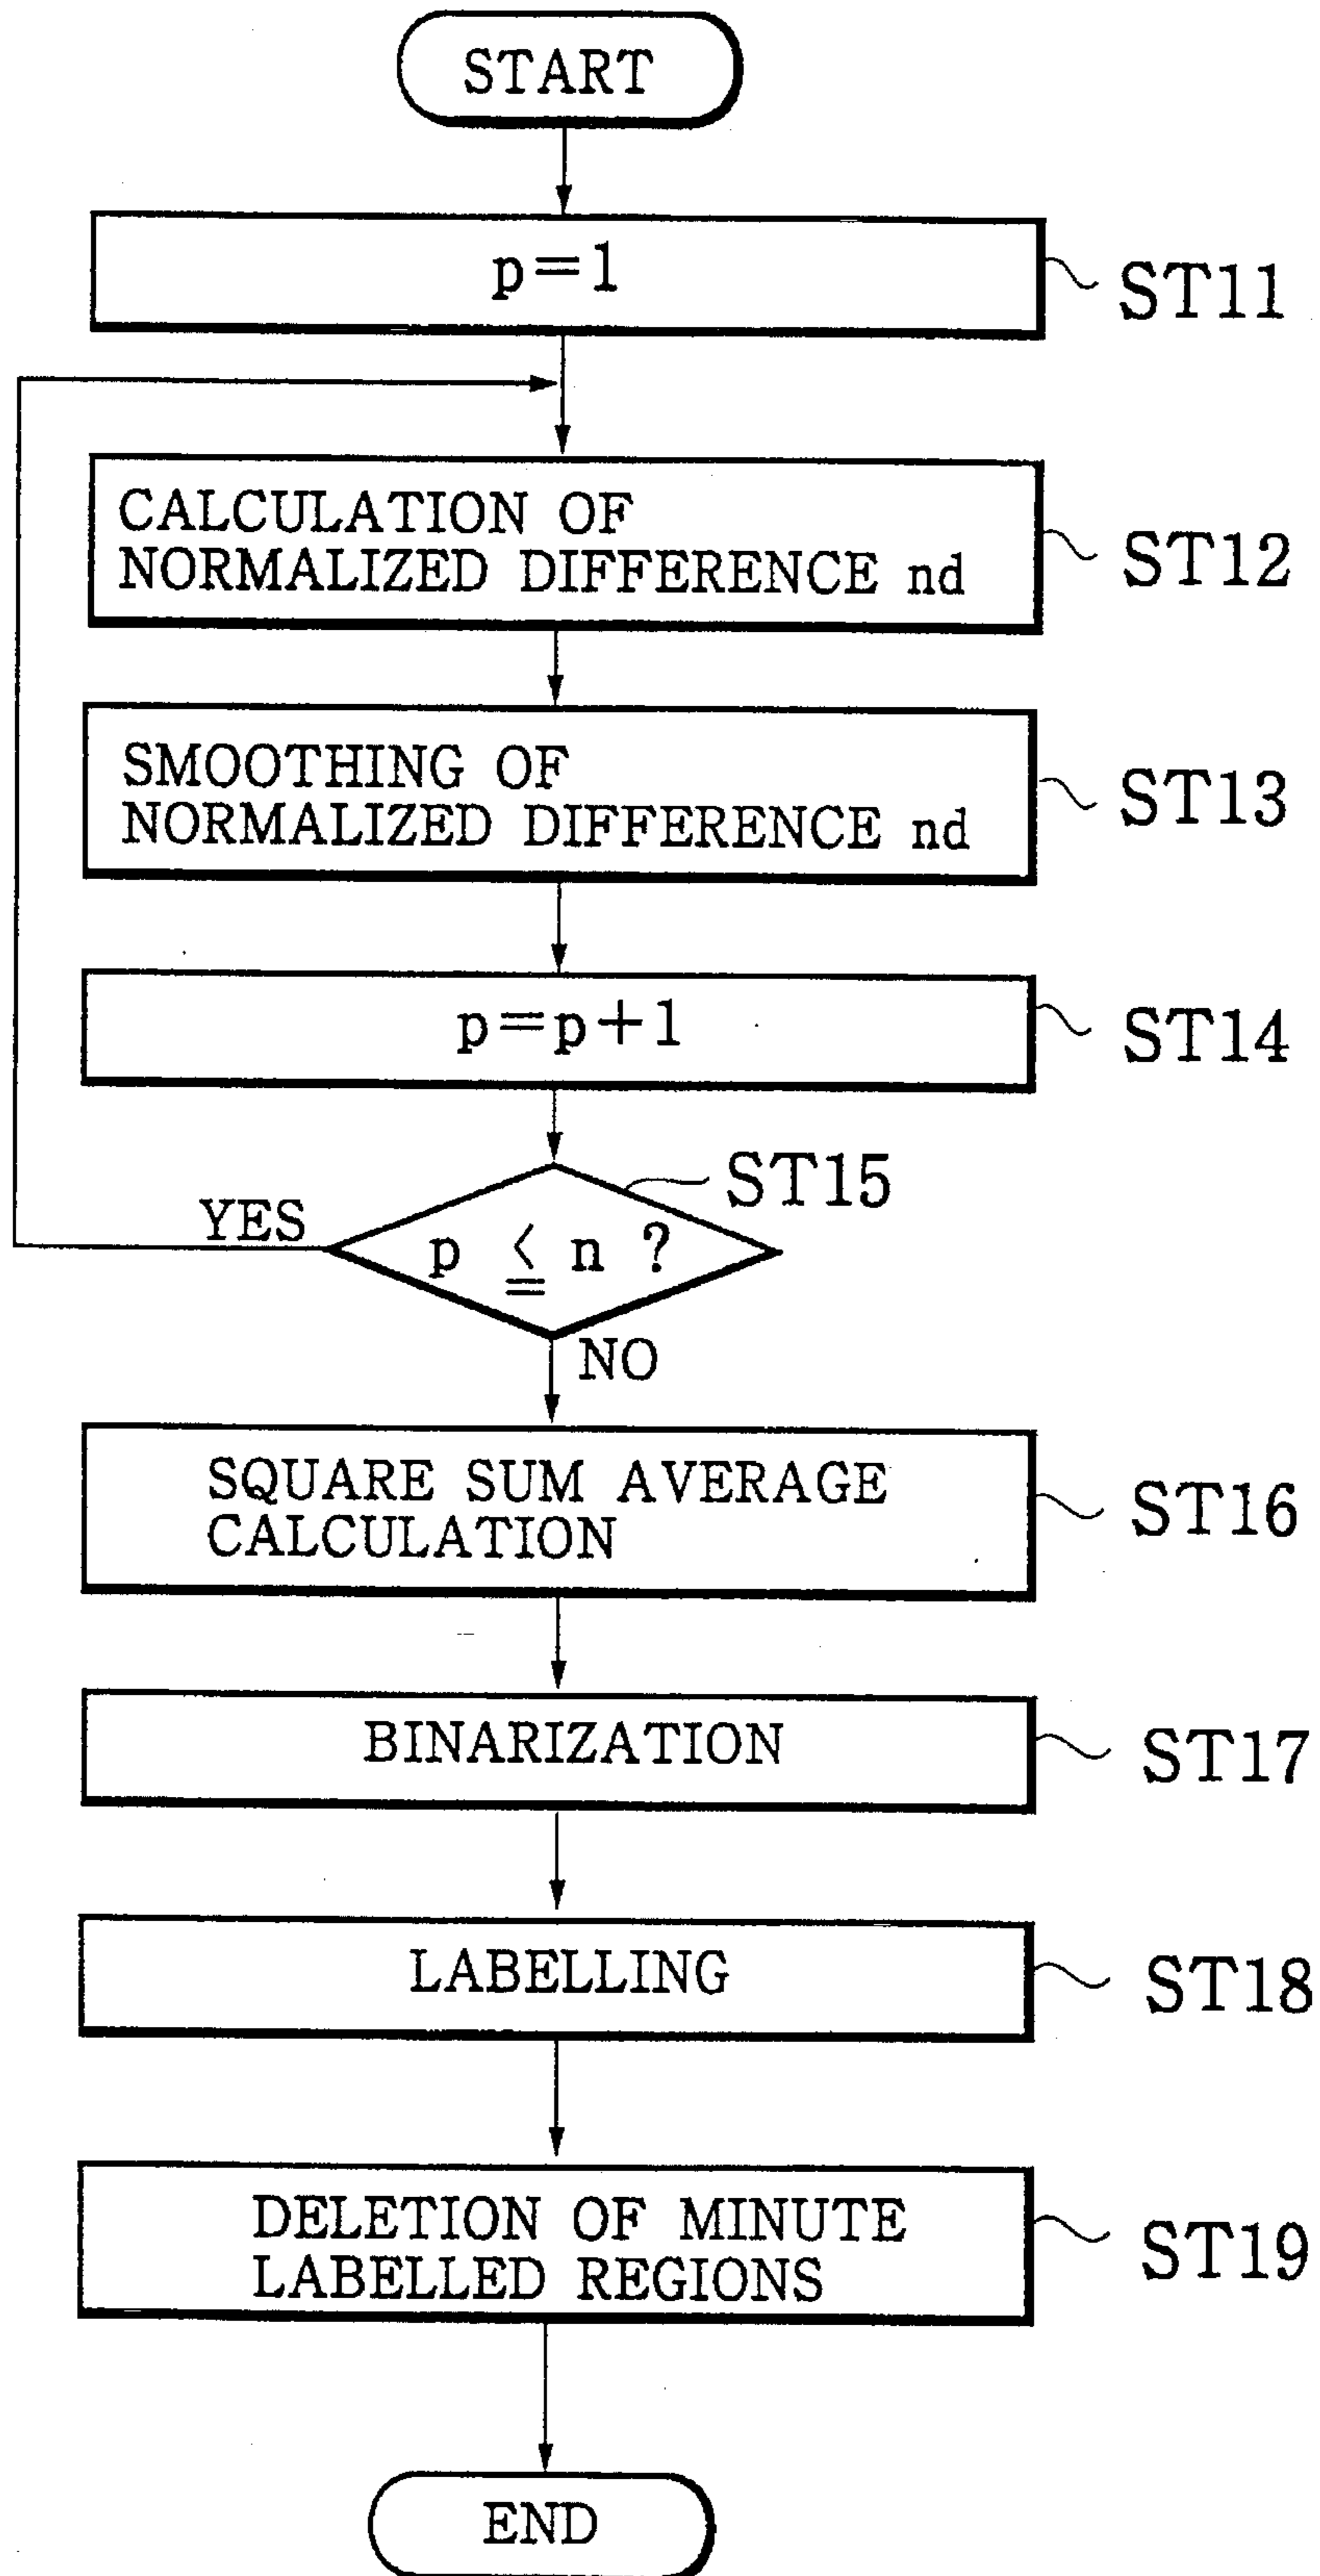 START
p=1
ST11
CALCULATION OF
NORMALIZED DIFFERENCE nd
ST12
SMOOTHING OF
NORMALIZED DIFFERENCE nd
ST13
p=p+1
ST14
ST15
YES
p ≦ n ?
NO
SQUARE SUM AVERAGE
CALCULATION
ST16
BINARIZATION
ST17
LABELLING
ST18
DELETION OF MINUTE
LABELLED REGIONS
ST19
END